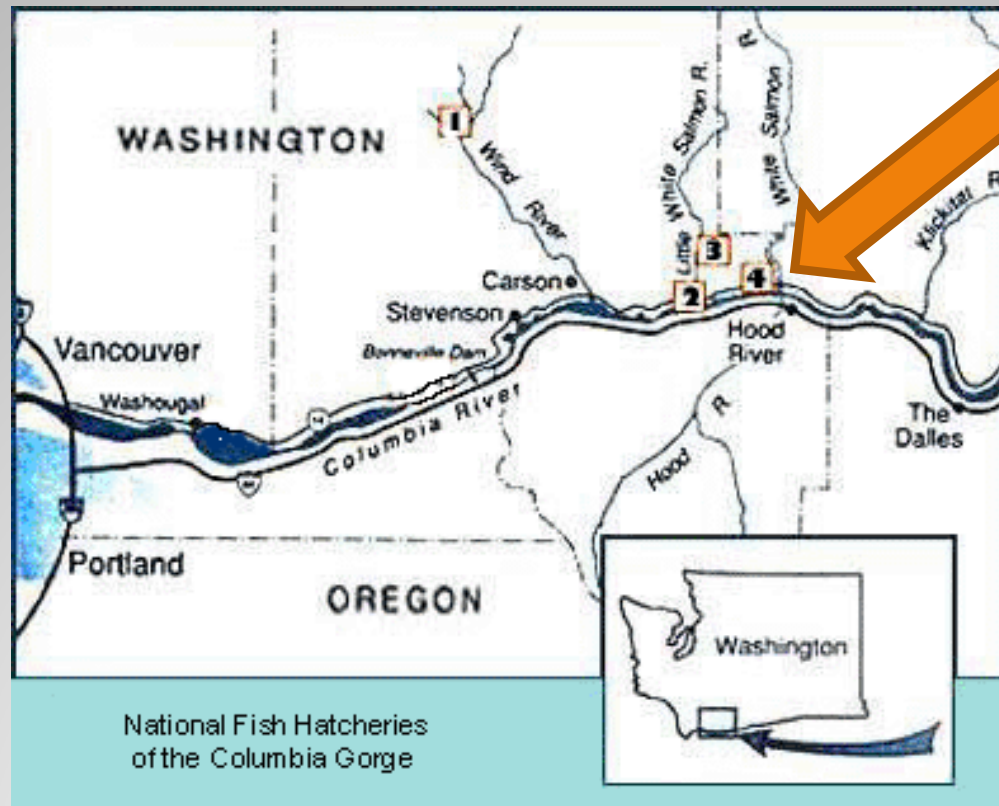 WASHINGTON
1
Wind River
Little White Salmon R.
White Salmon R
Klickitat R
3
4
2
Carson
Stevenson
Bonneville Dam
Hood
River
Vancouver
Washougal
Columbia River
The
Dalles
Hood R
Portland
OREGON
Washington
National Fish Hatcheries
of the Columbia Gorge